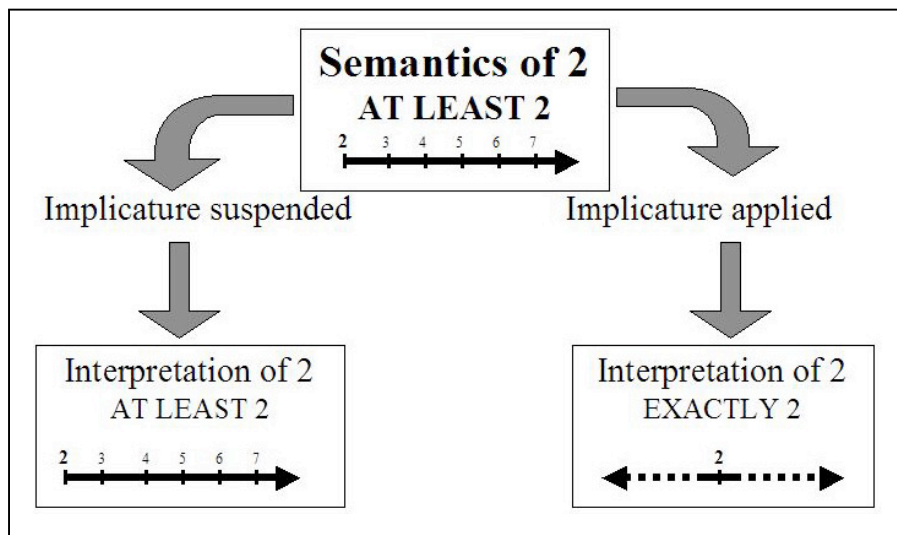 Semantics of 2
AT LEAST 2
2 3 4 5 6 7
Implicature suspended
Implicature applied
Interpretation of 2
AT LEAST 2
2 3 4 5 6 7
Interpretation of 2
EXACTLY 2
2